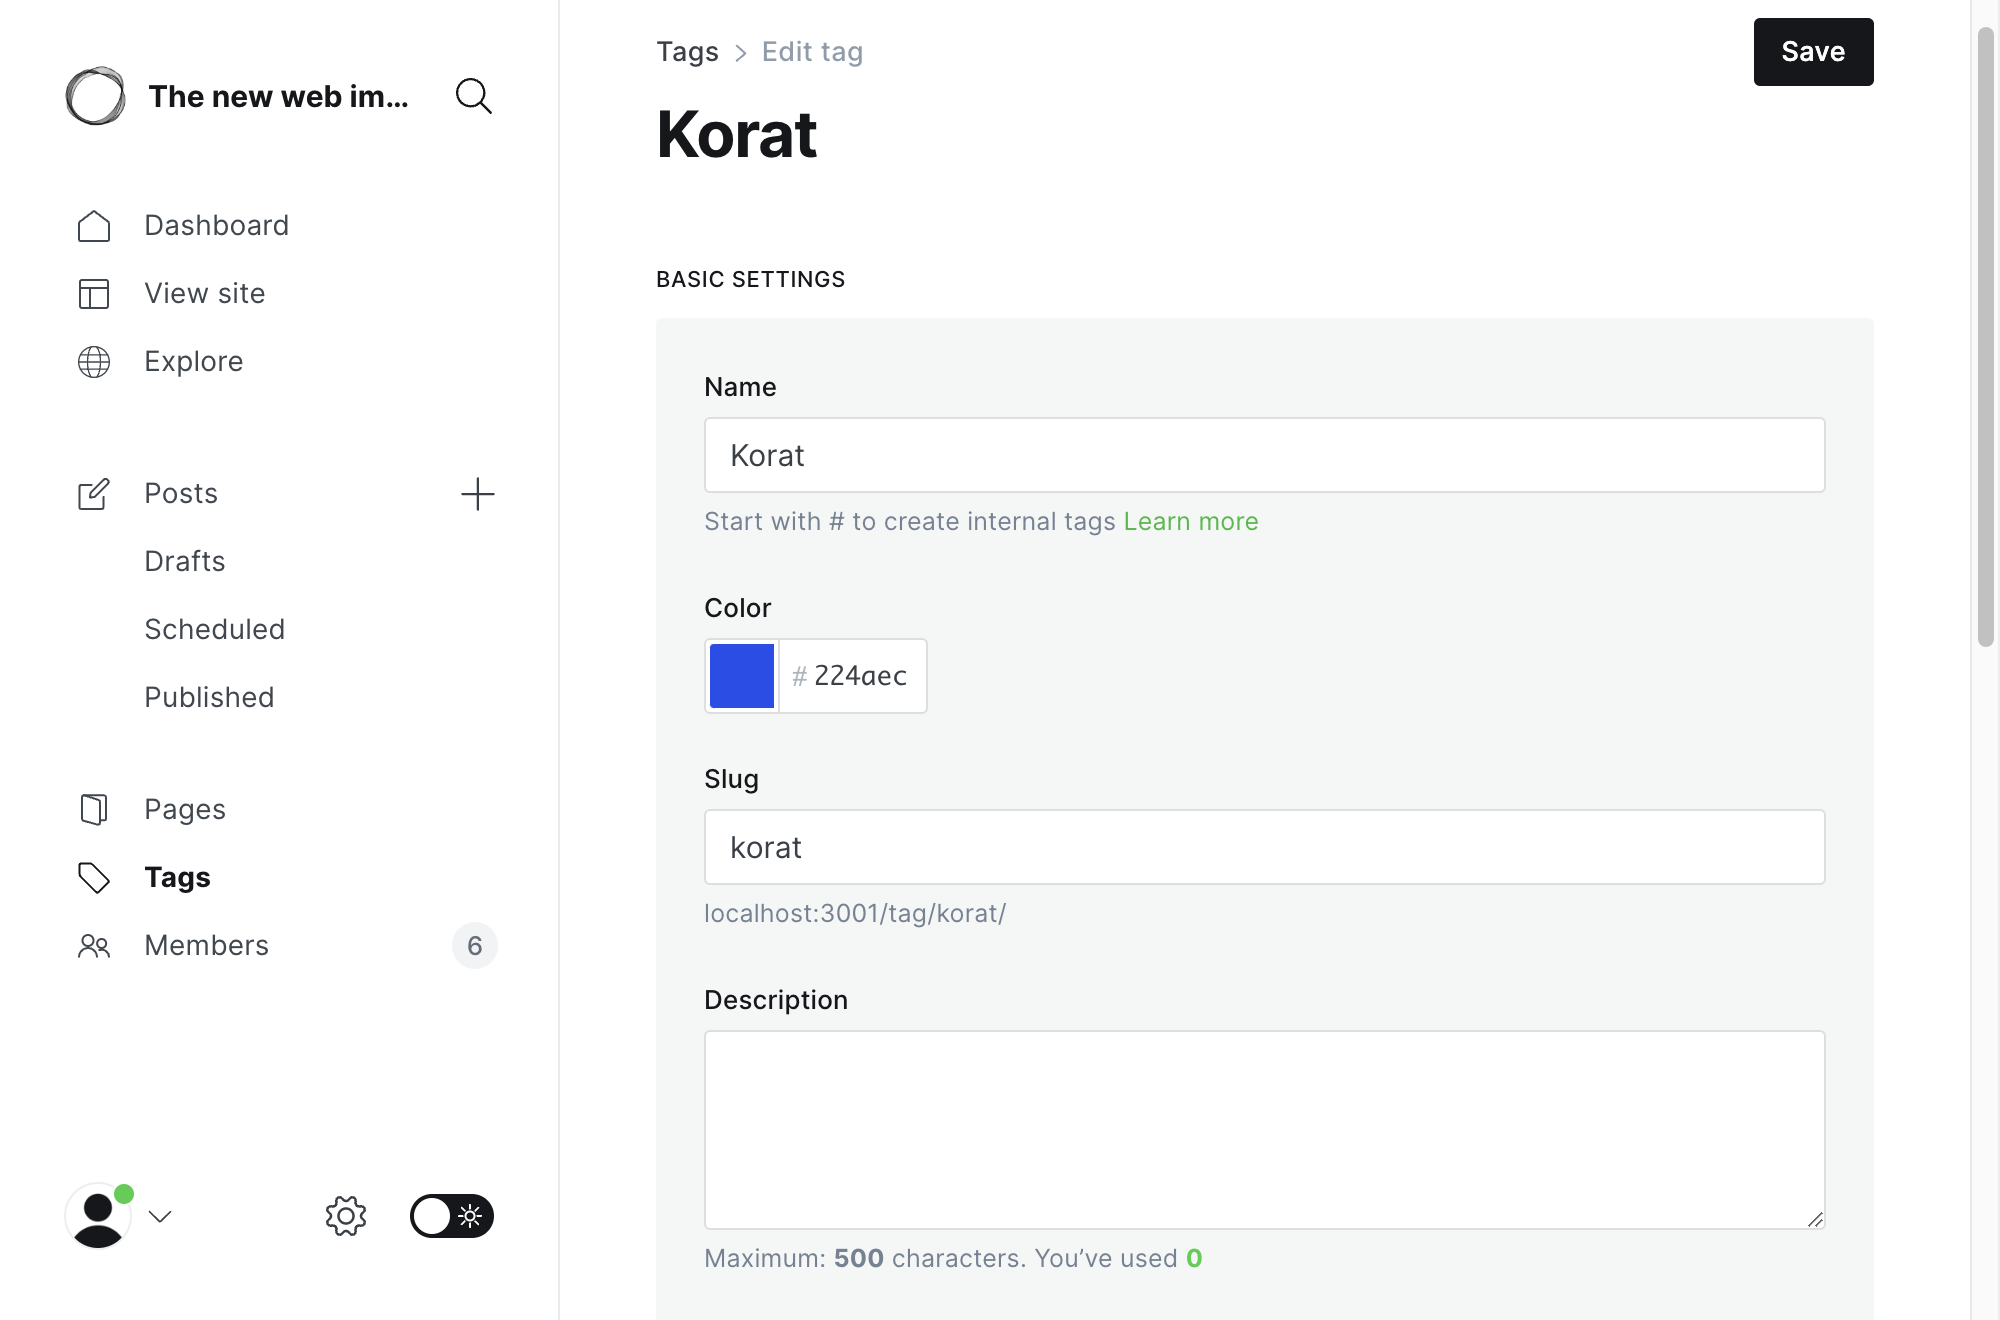 The new web im...
Dashboard
View site
Explore
Posts
Drafts
Scheduled
Published
Pages
Tags
Members
6
Tags > Edit tag
Save
Korat
BASIC SETTINGS
Name
Korat
Start with # to create internal tags Learn more
Color
# 224aec
Slug
korat
localhost:3001/tag/korat/
Description
Maximum: 500 characters. You’ve used 0